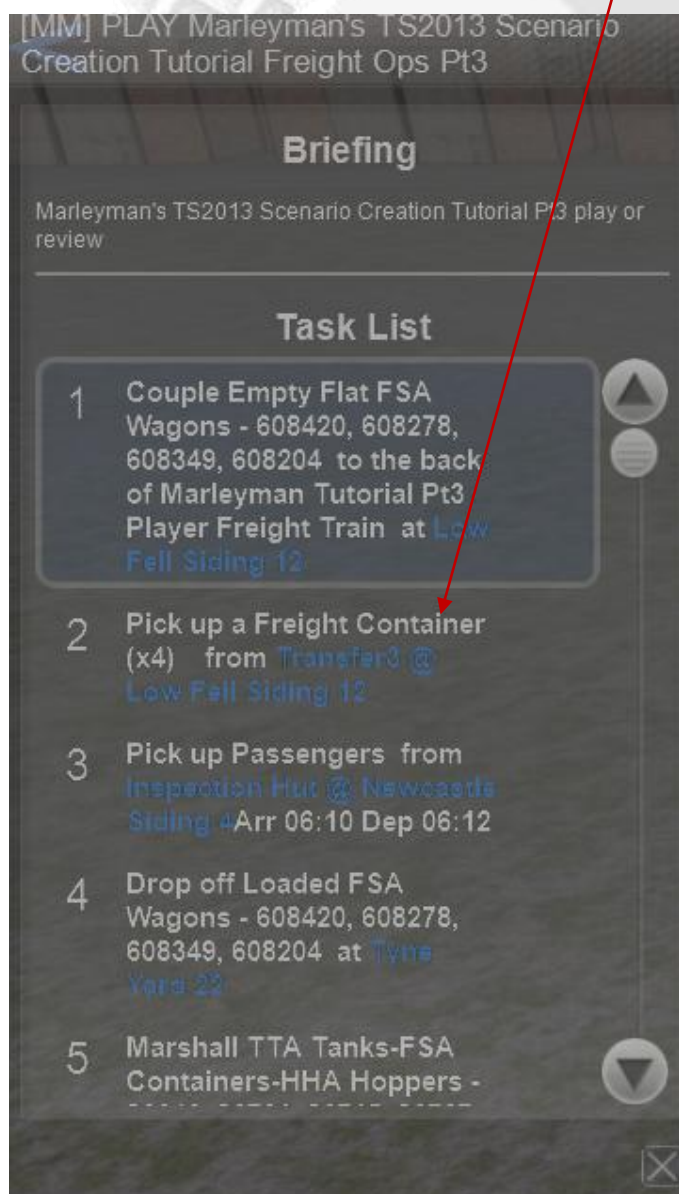 [MM] PLAY Marleyman's TS2013 Scenario
Creation Tutorial Freight Ops Pt3
Briefing
Marleyman's TS2013 Scenario Creation Tutorial Pt3 play or
review
Task List
1 Couple Empty Flat FSA
Wagons - 608420, 608278,
608349, 608204 to the back
of Marleyman Tutorial Pt3
Player Freight Train at Low
Fell Siding 12
2 Pick up a Freight Container
(x4) from Transfer3 @
Low Fell Siding 12
3 Pick up Passengers from
Inspection Hut @ Newcastle
Siding 4Arr 06:10 Dep 06:12
4 Drop off Loaded FSA
Wagons - 608420, 608278,
608349, 608204 at Tyne
Yard 22
5 Marshall TTA Tanks-FSA
Containers-HHA Hoppers -